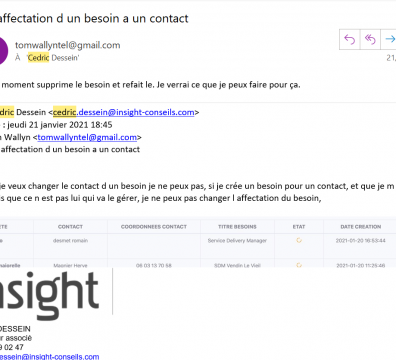 affectation d un besoin a un contact
tomwallyntel@gmail.com
À 'Cedric Dessein'
21,
moment supprime le besoin et refait le. Je verrai ce que je peux faire pour ça.
dric Dessein <cedric.dessein@insight-conseils.com>
: jeudi 21 janvier 2021 18:45
n Wallyn <tomwallyntel@gmail.com>
affectation d un besoin a un contact
je veux changer le contact d un besoin je ne peux pas, si je crée un besoin pour un contact, et que je m
s que ce n est pas lui qui va le gérer, je ne peux pas changer l affectation du besoin,
ETE CONTACT COORDONNEES CONTACT TITRE BESOINS ETAT DATE CREATION
desmet romain Service Delivery Manager 2021-01-20 16:53:44
06 03 13 70 58 SDM Vendin Le Vieil 2021-01-20 11:25:46
nsight
DESSEIN
r associé
9 02 47
essein@insight-conseils.com